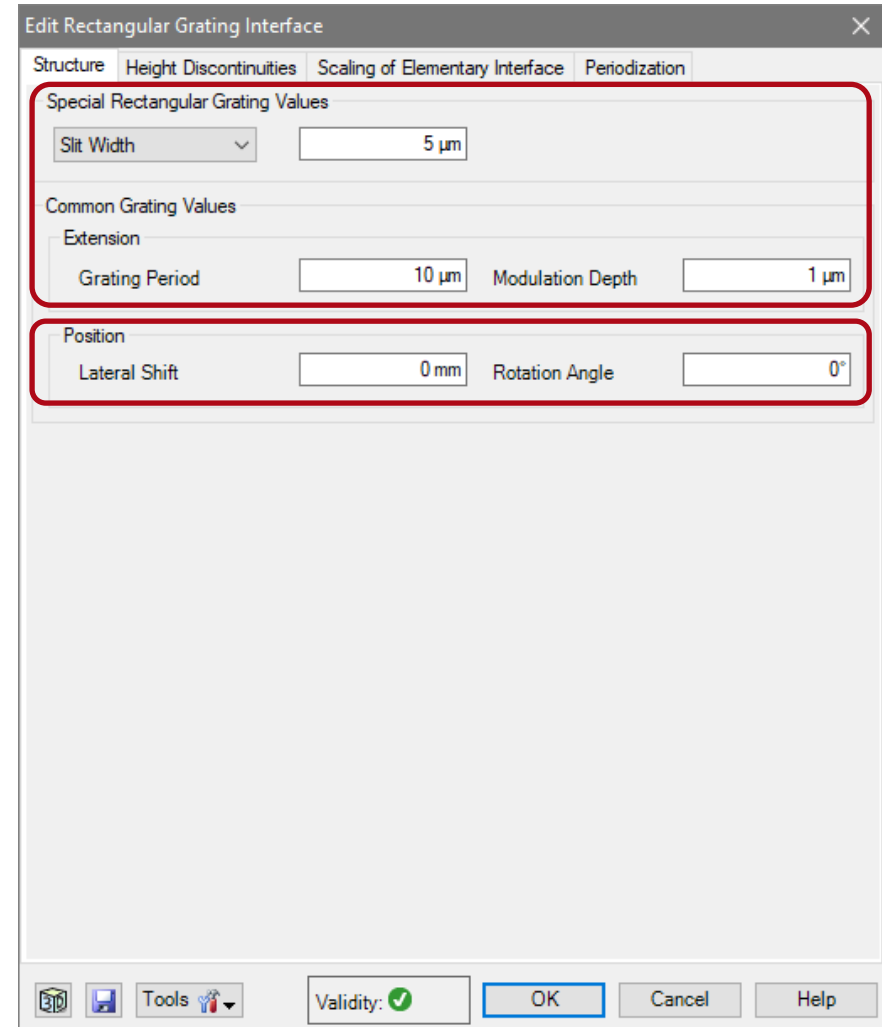 Edit Rectangular Grating Interface
Structure Height Discontinuities Scaling of Elementary Interface Periodization
Special Rectangular Grating Values
Slit Width 5 µm
Common Grating Values
Extension
Grating Period 10 µm Modulation Depth 1 µm
Position
Lateral Shift 0 mm Rotation Angle 0°
3D Tools Validity: OK Cancel Help